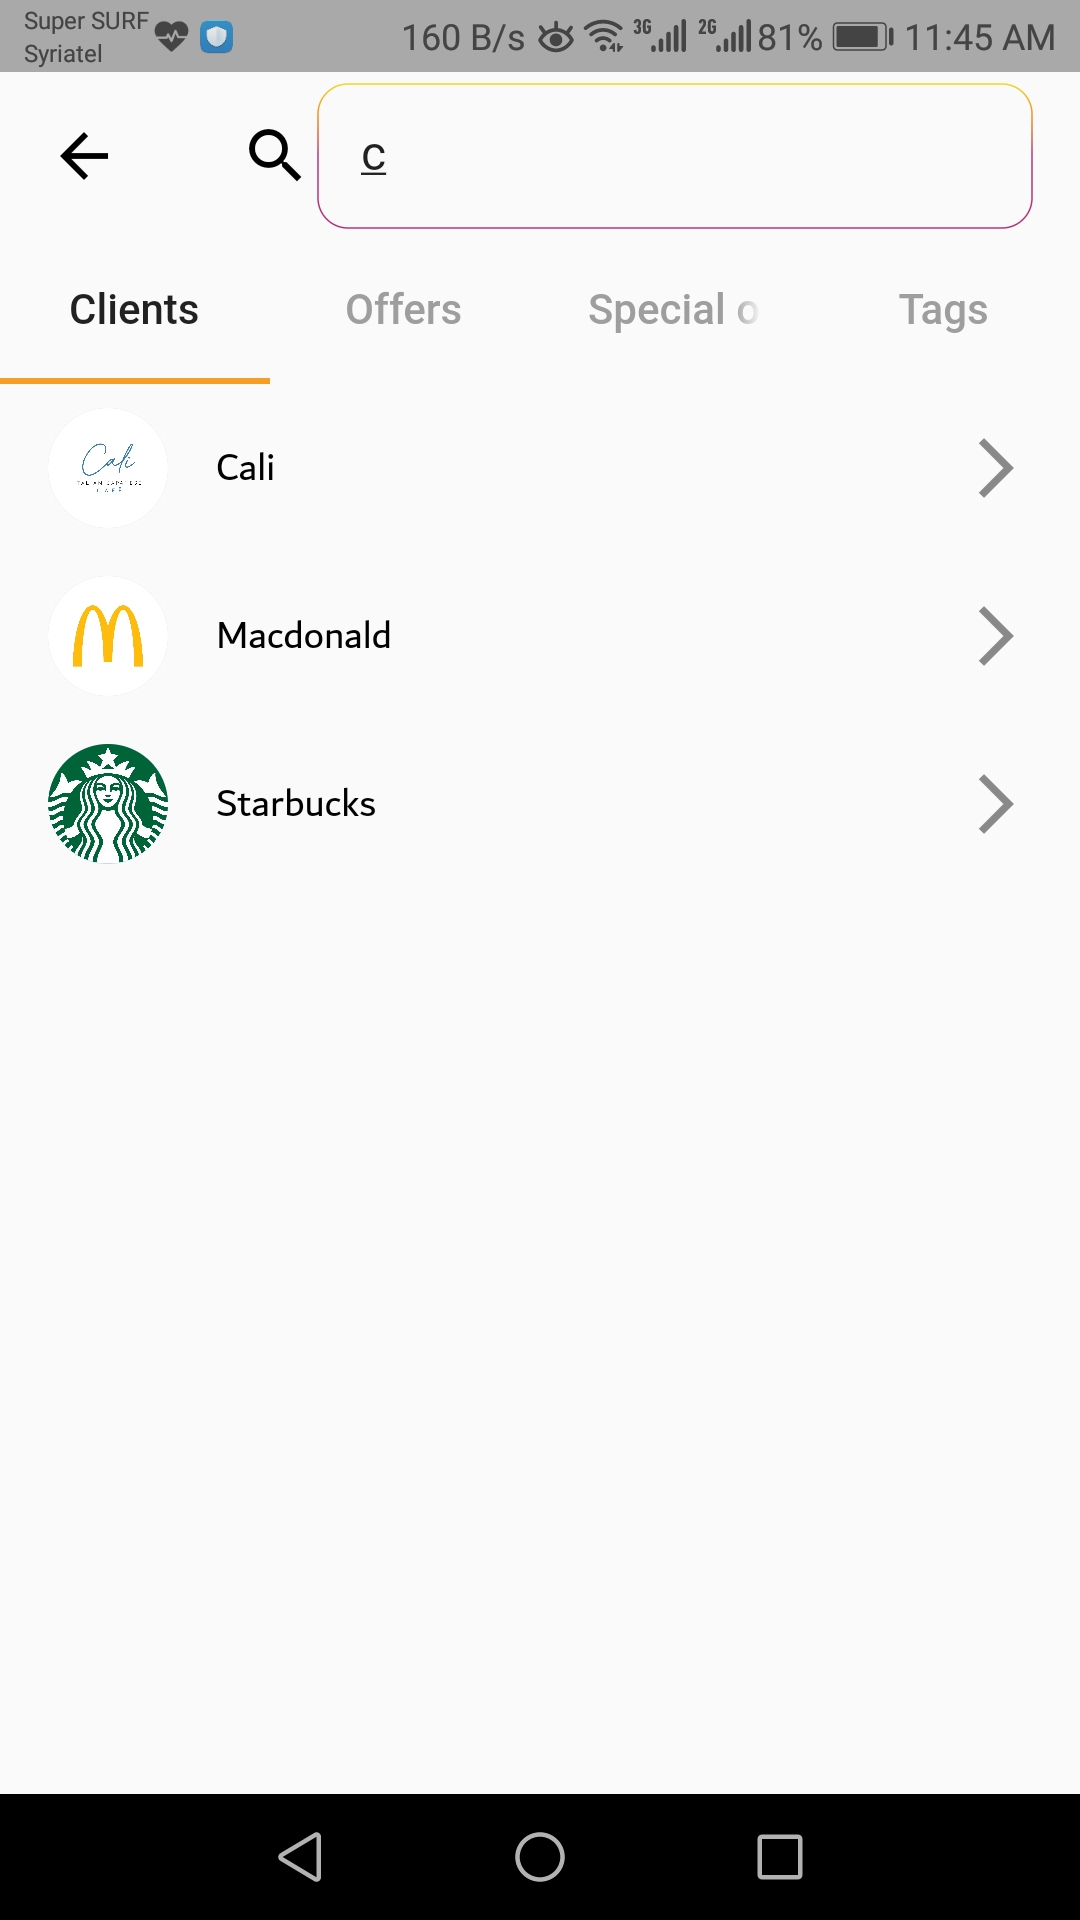 Super SURF
Syriatel
160 B/s 3G 2G 81% 11:45 AM
c
Clients Offers Special o Tags
Cali
Cali
Macdonald
Starbucks